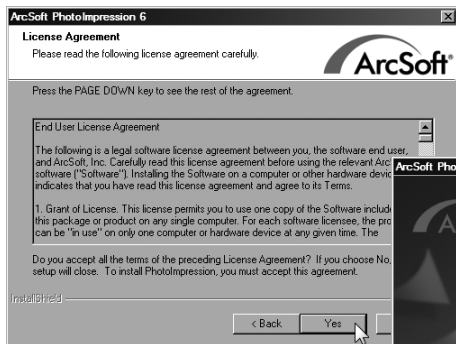 ArcSoft PhotoImpression 6
License Agreement
Please read the following license agreement carefully.
ArcSoft®
Press the PAGE DOWN key to see the rest of the agreement.
End User License Agreement
The following is a legal software license agreement between you, the software end user,
and ArcSoft, Inc. Carefully read this license agreement before using the relevant Arc
software ("Software"). Installing the Software on a computer or other hardware devic
indicates that you have read this license agreement and agree to its Terms.
1. Grant of License. This license permits you to use one copy of the Software include
this package or product on any single computer. For each software licensee, the pro
can be "in use" on only one computer or hardware device at any given time. The
Do you accept all the terms of the preceding License Agreement? If you choose No,
setup will close. To install PhotoImpression, you must accept this agreement.
InstallShield
< Back
Yes
ArcSoft Pho
A